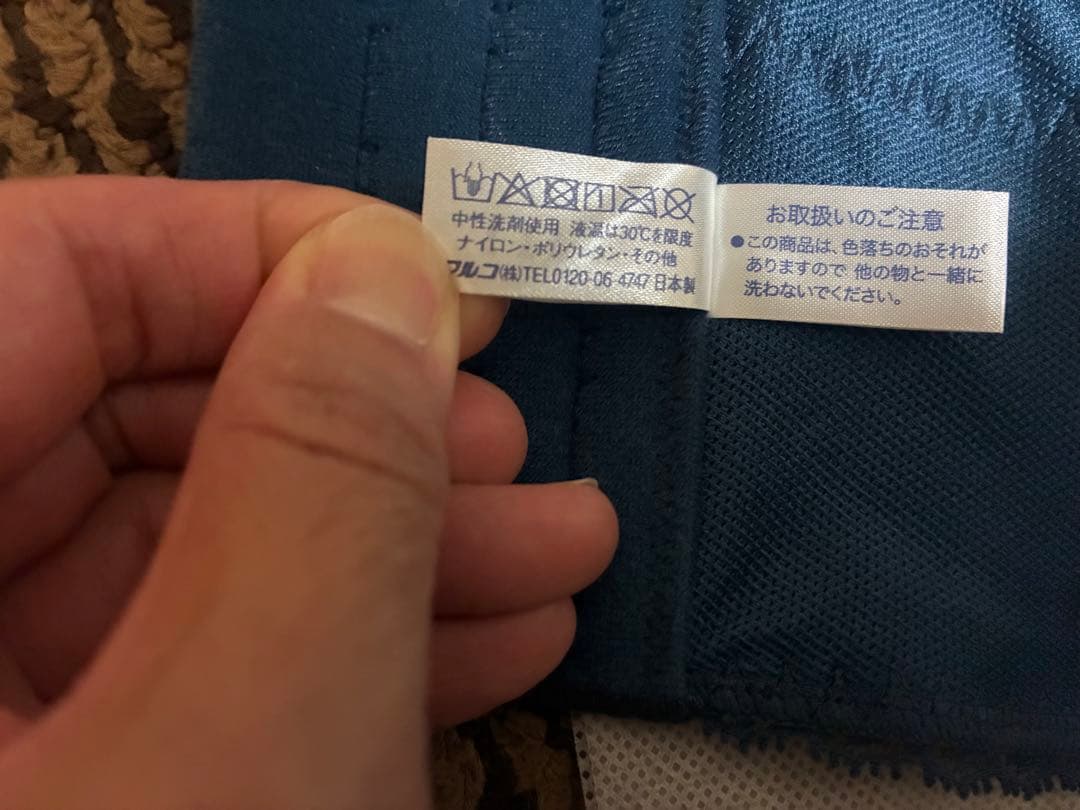 中性洗剤使用 液温は30℃を限度
ナイロン・ポリウレタン・その他
マルコ(株)TEL0120-06 4747 日本製
お取扱いのご注意
●この商品は、色落ちのおそれが
ありますので 他の物と一緒に
洗わないでください。